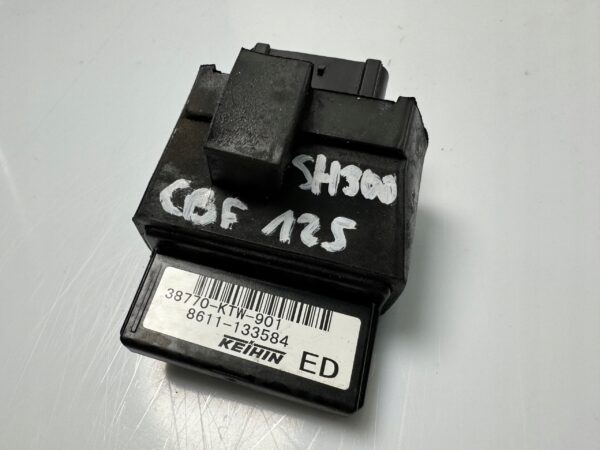 SH300
CBF 125
38770-KTW-901
8611-133584
KEIHIN
ED